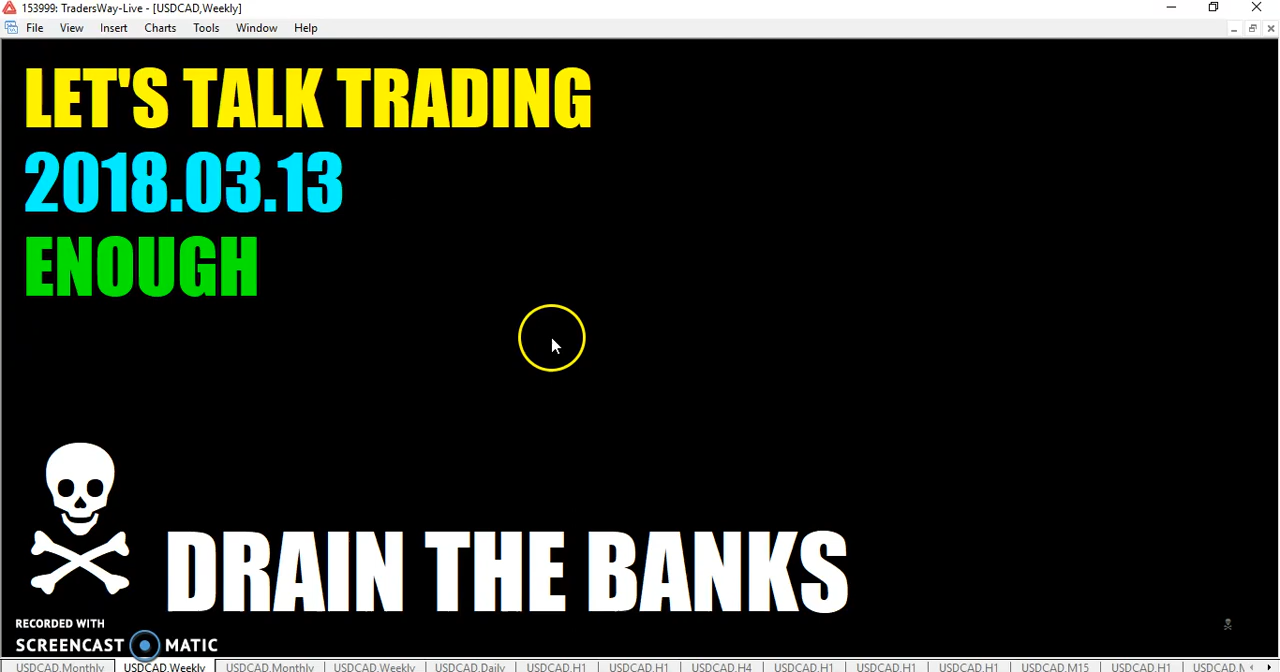 153999: TradersWay-Live - [USDCAD,Weekly]
File View Insert Charts Tools Window Help
LET'S TALK TRADING
2018.03.13
ENOUGH
DRAIN THE BANKS
RECORDED WITH
SCREENCAST MATIC
USDCAD,Monthly USDCAD,Weekly USDCAD,Monthly USDCAD,Weekly USDCAD,Daily USDCAD,H1 USDCAD,H1 USDCAD,H4 USDCAD,H1 USDCAD,H1 USDCAD,H1 USDCAD,M15 USDCAD,H1 USDCAD,M